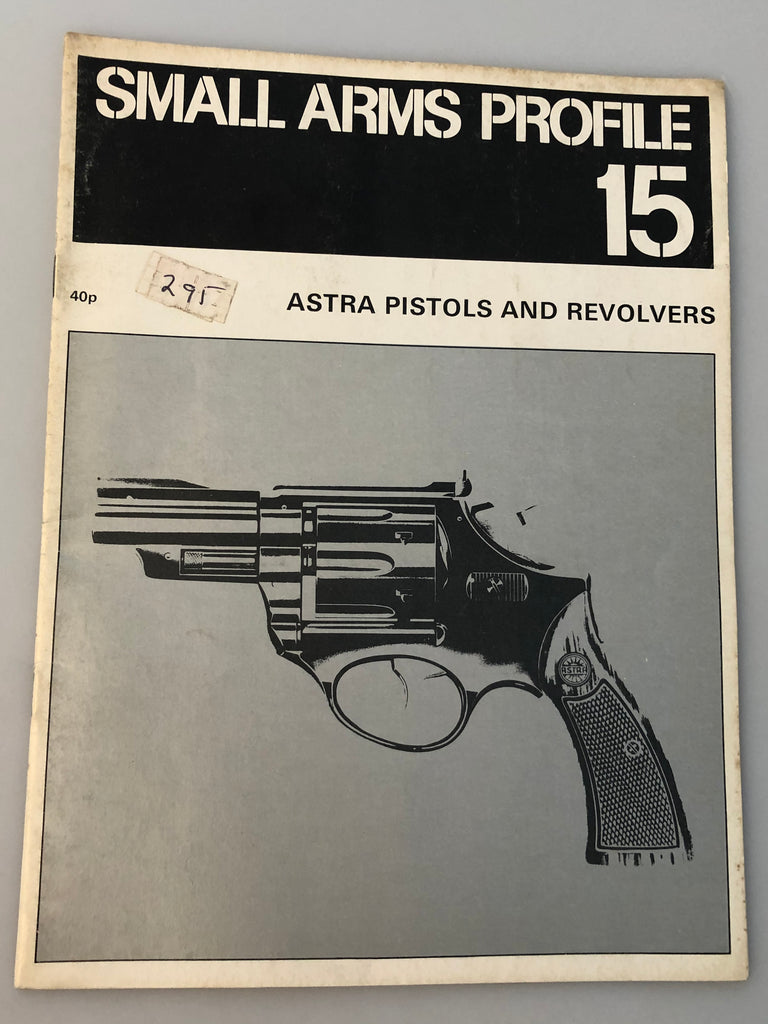 SMALL ARMS PROFILE
15
40p
295
ASTRA PISTOLS AND REVOLVERS
ASTRA